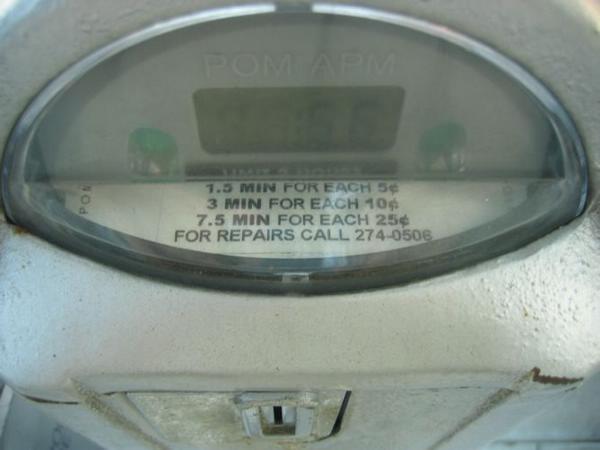 POM APM
1.5 MIN FOR EACH 5¢
3 MIN FOR EACH 10¢
7.5 MIN FOR EACH 25¢
FOR REPAIRS CALL 274-0506
POM